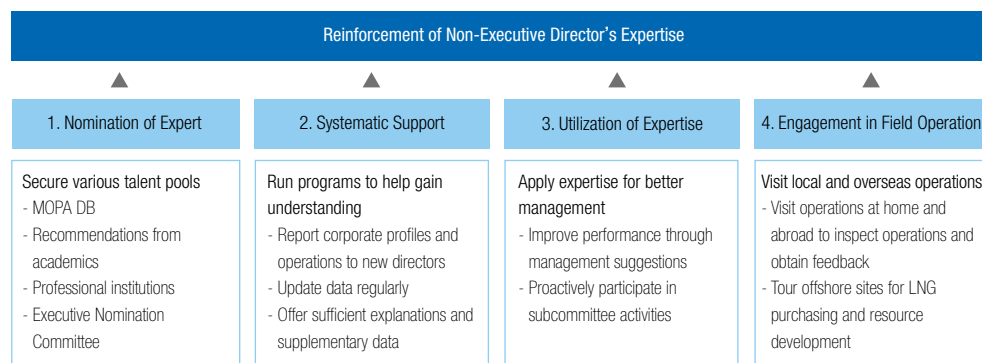 Reinforcement of Non-Executive Director's Expertise
1. Nomination of Expert
Secure various talent pools
- MOPA DB
- Recommendations from
academics
- Professional institutions
- Executive Nomination
Committee
2. Systematic Support
Run programs to help gain
understanding
- Report corporate profiles and
operations to new directors
- Update data regularly
- Offer sufficient explanations and
supplementary data
3. Utilization of Expertise
Apply expertise for better
management
- Improve performance through
management suggestions
- Proactively participate in
subcommittee activities
4. Engagement in Field Operation
Visit local and overseas operations
- Visit operations at home and
abroad to inspect operations and
obtain feedback
- Tour offshore sites for LNG
purchasing and resource
development